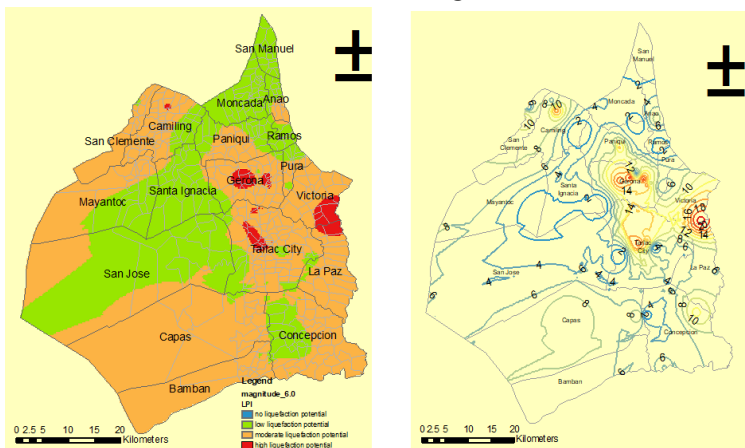 San Manuel
Moncada
Anao
Camiling
San Clemente
Paniqui
Ramos
Pura
Gerona
Santa Ignacia
Victoria
Mayantoc
Tarlac City
La Paz
San Jose
Capas
Concepcion
Bamban
Legend
magnitude_6.0
LPI
no liquefaction potential
low liquefaction potential
moderate liquefaction potential
high liquefaction potential
0 2.5 5 10 15 20
Kilometers
San
Manuel
Moncada
Anao
Camiling
San
Clemente
Paniqui
Ramos
Pura
Gerona
Santa
Ignacia
Victoria
Mayantoc
Tarlac
City
La Paz
San Jose
Capas
Concepcion
Bamban
0 2.5 5 10 15 20
Kilometers